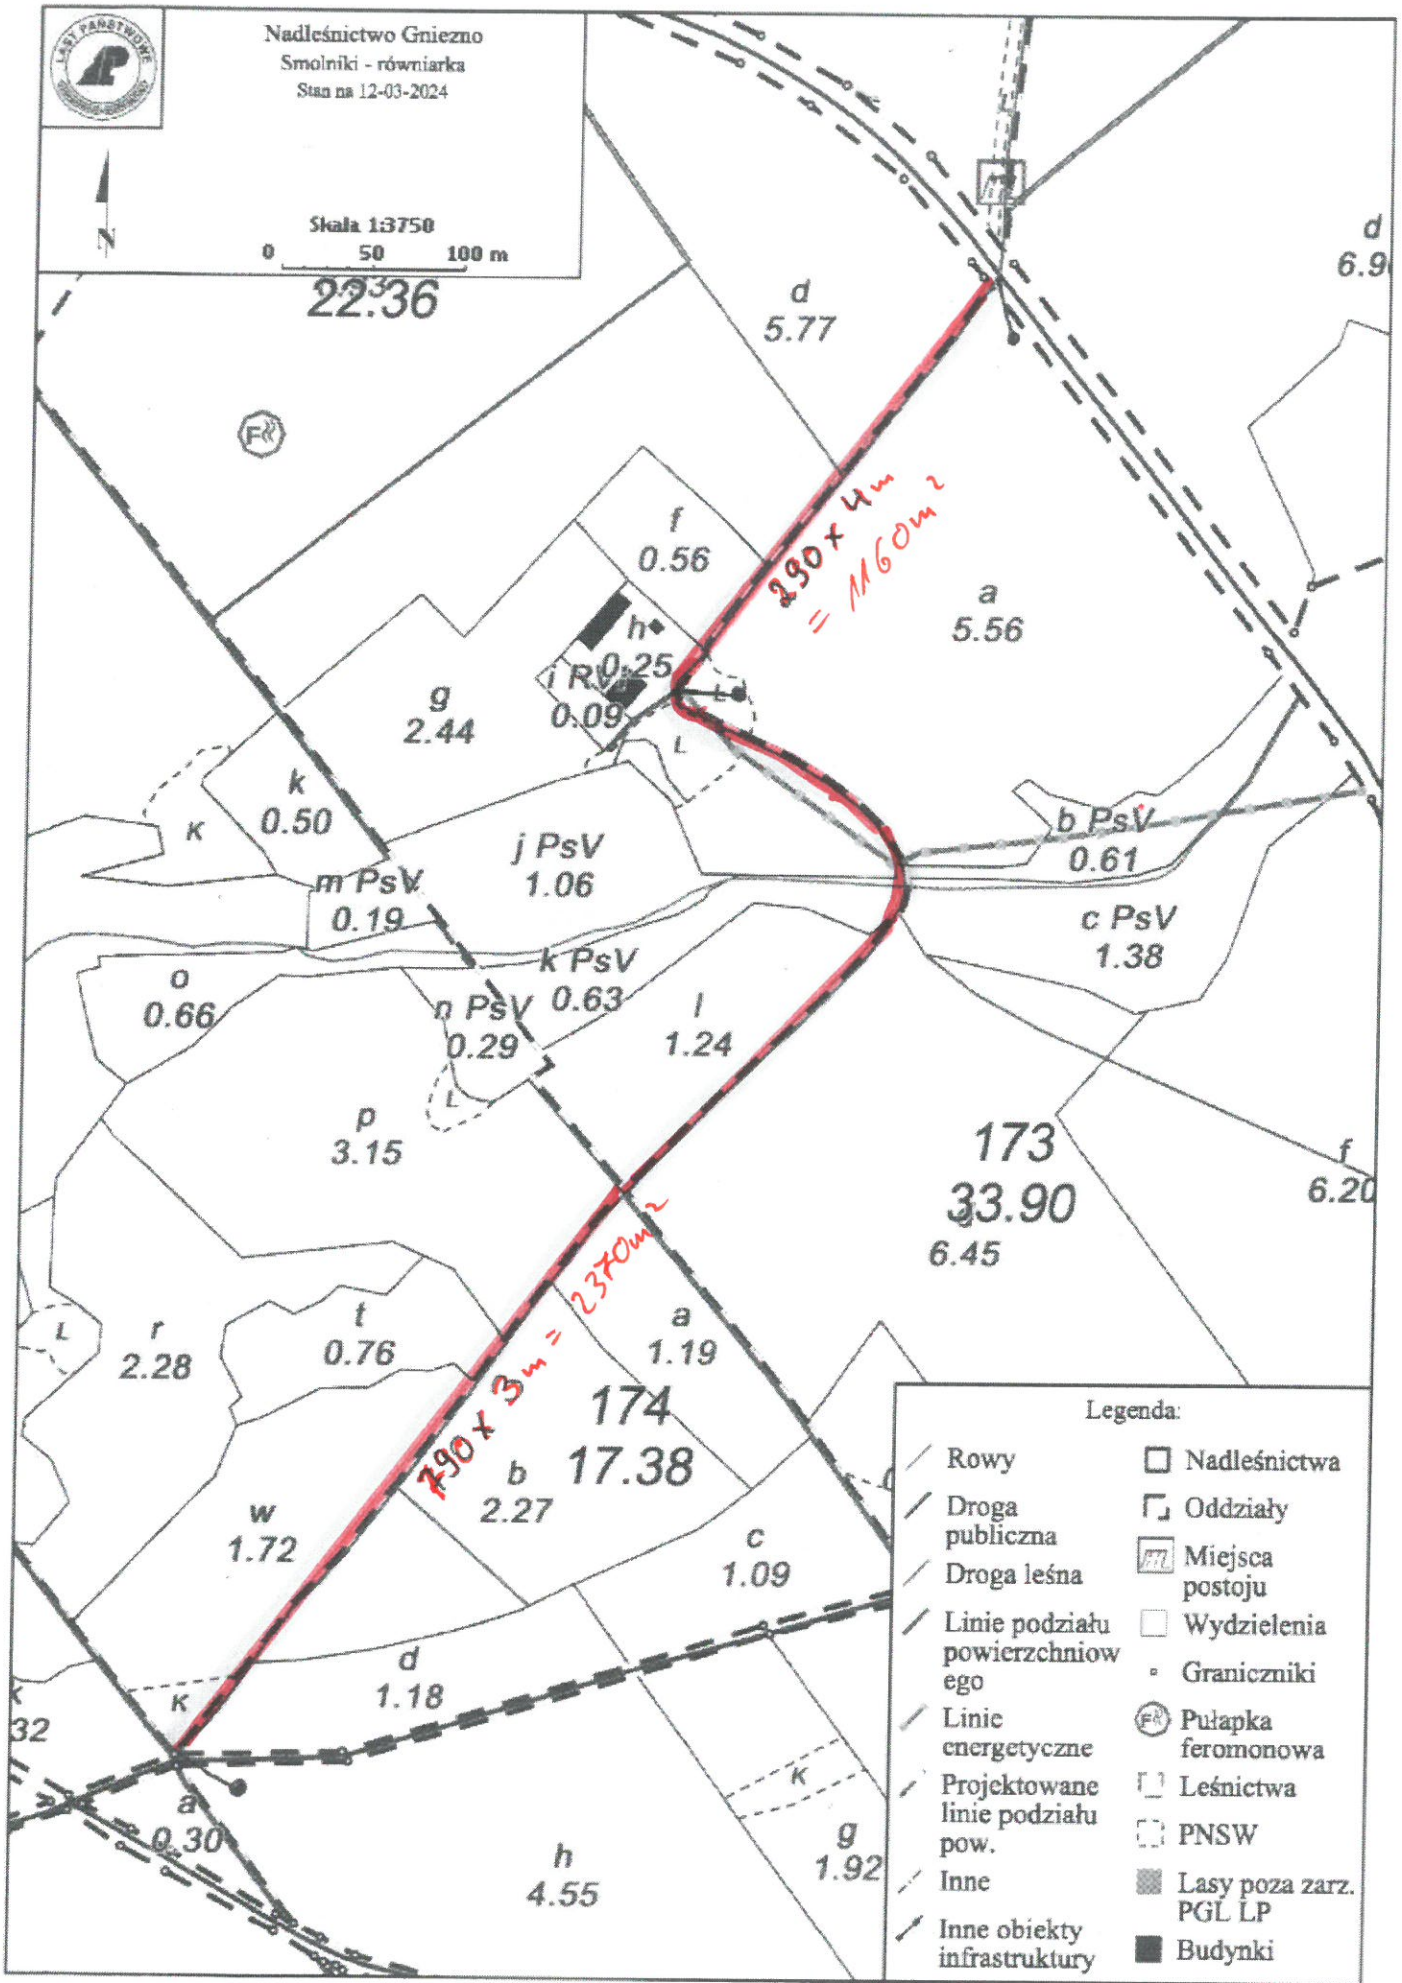 LASY PAŃSTWOWE
Nadleśnictwo Gniezno
Smolniki - równiarka
Stan na 12-03-2024
N
Skala 1:3750
0 50 100 m
22.36
d
5.77
d
6.9
F
f
0.56
290 x 4m
= 1160m²
a
5.56
h
0.25
i RV
0.09
L
L
g
2.44
k
0.50
K
j PsV
1.06
b PsV
0.61
m PsV
0.19
c PsV
1.38
k PsV
0.63
o
0.66
n PsV
0.29
l
1.24
L
p
3.15
173
33.90
6.45
f
6.20
L
r
2.28
t
0.76
a
1.19
790 x 3m = 2370m²
174
17.38
b
2.27
w
1.72
c
1.09
d
1.18
K
32
a
0.30
K
g
1.92
h
4.55
Legenda:
Rowy
Droga
publiczna
Droga leśna
Linie podziału
powierzchniow
ego
Linie
energetyczne
Projektowane
linie podziału
pow.
Inne
Inne obiekty
infrastruktury
Nadleśnictwa
Oddziały
Miejsca
postoju
Wydzielenia
Graniczniki
F
Pułapka
feromonowa
Leśnictwa
PNSW
Lasy poza zarz.
PGL LP
Budynki